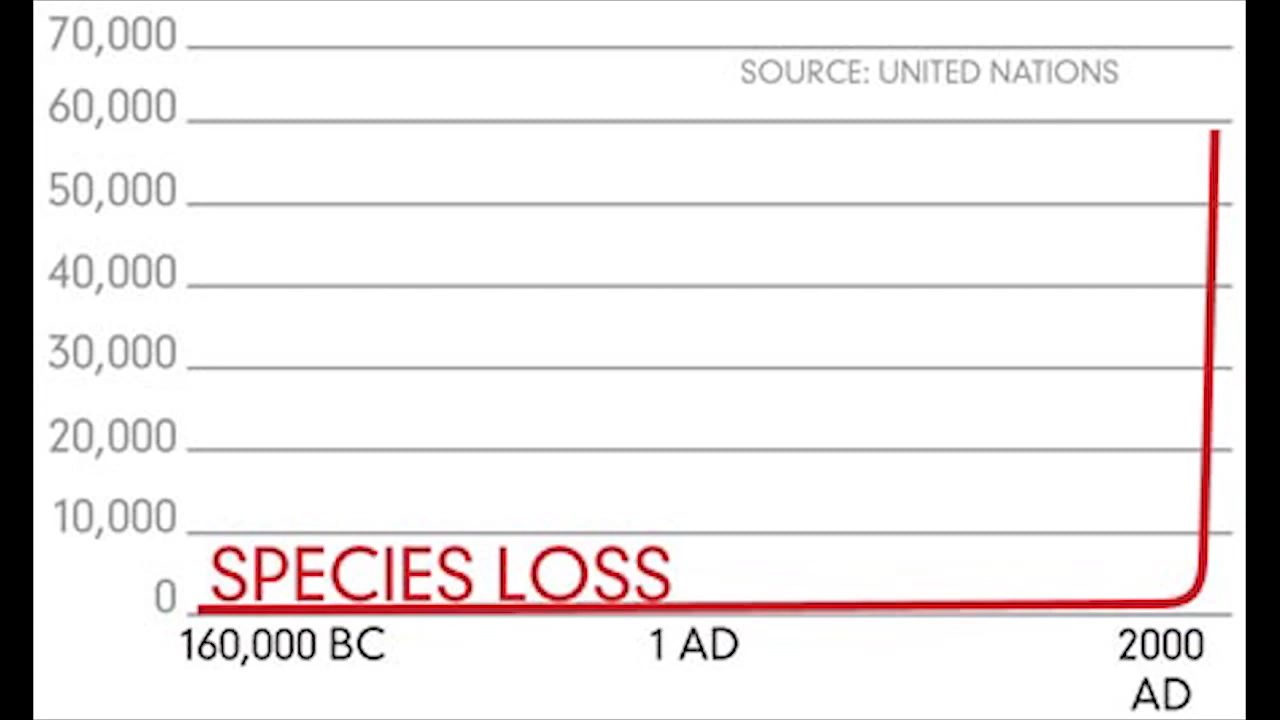 70,000
SOURCE: UNITED NATIONS
60,000
50,000
40,000
30,000
20,000
10,000
SPECIES LOSS
0
160,000 BC 1 AD 2000
AD